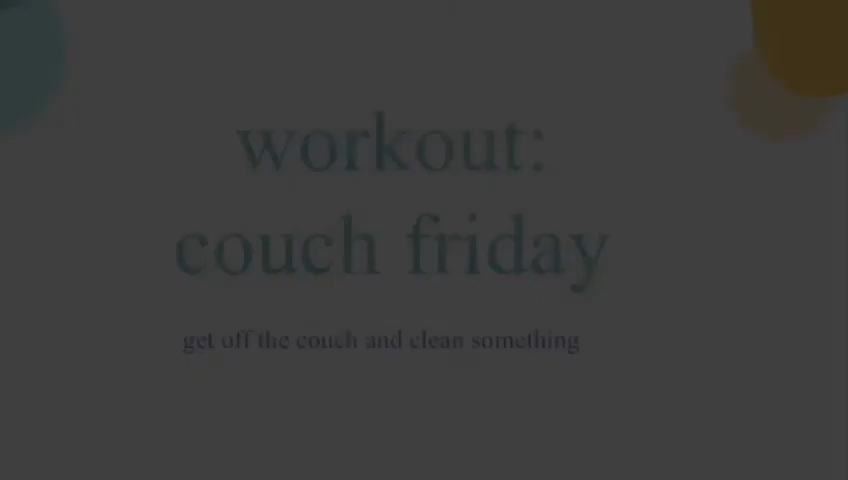 workout:
couch friday
get off the couch and clean something